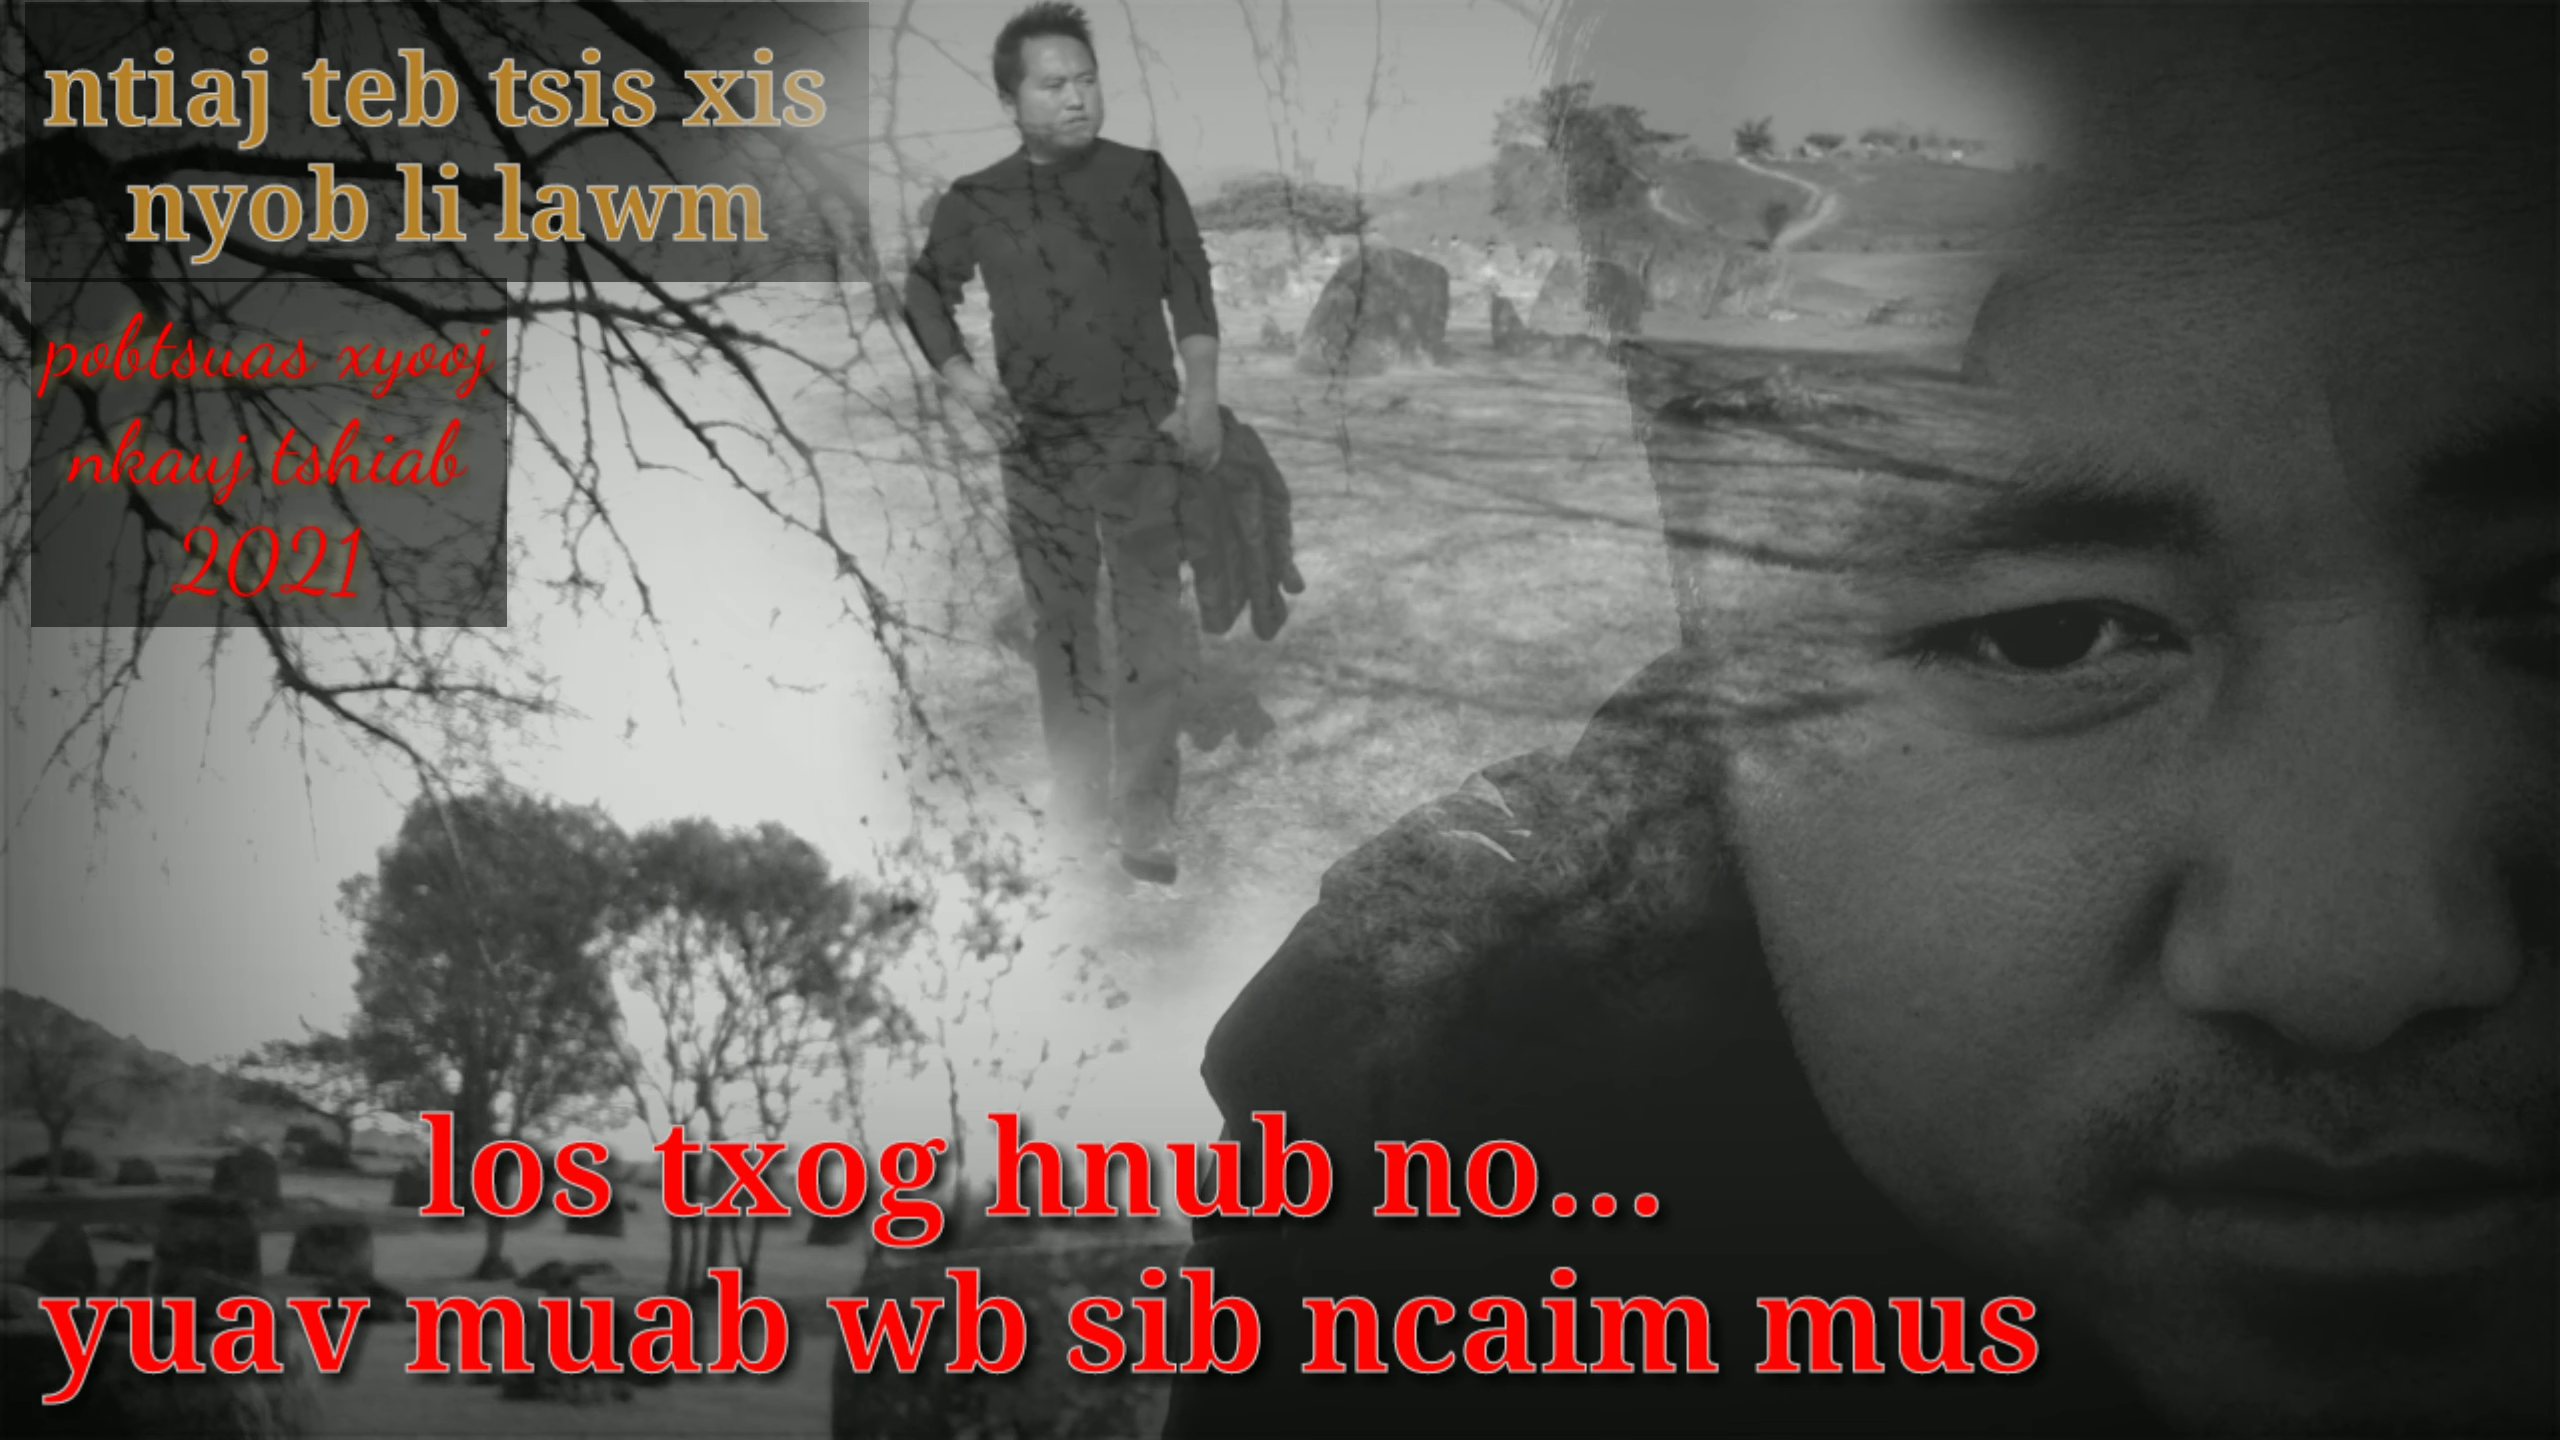 ntiaj teb tsis xis
nyob li lawm
pobtsuas xyooj
nkauj tshiab
2021
los txog hnub no...
yuav muab wb sib ncaim mus